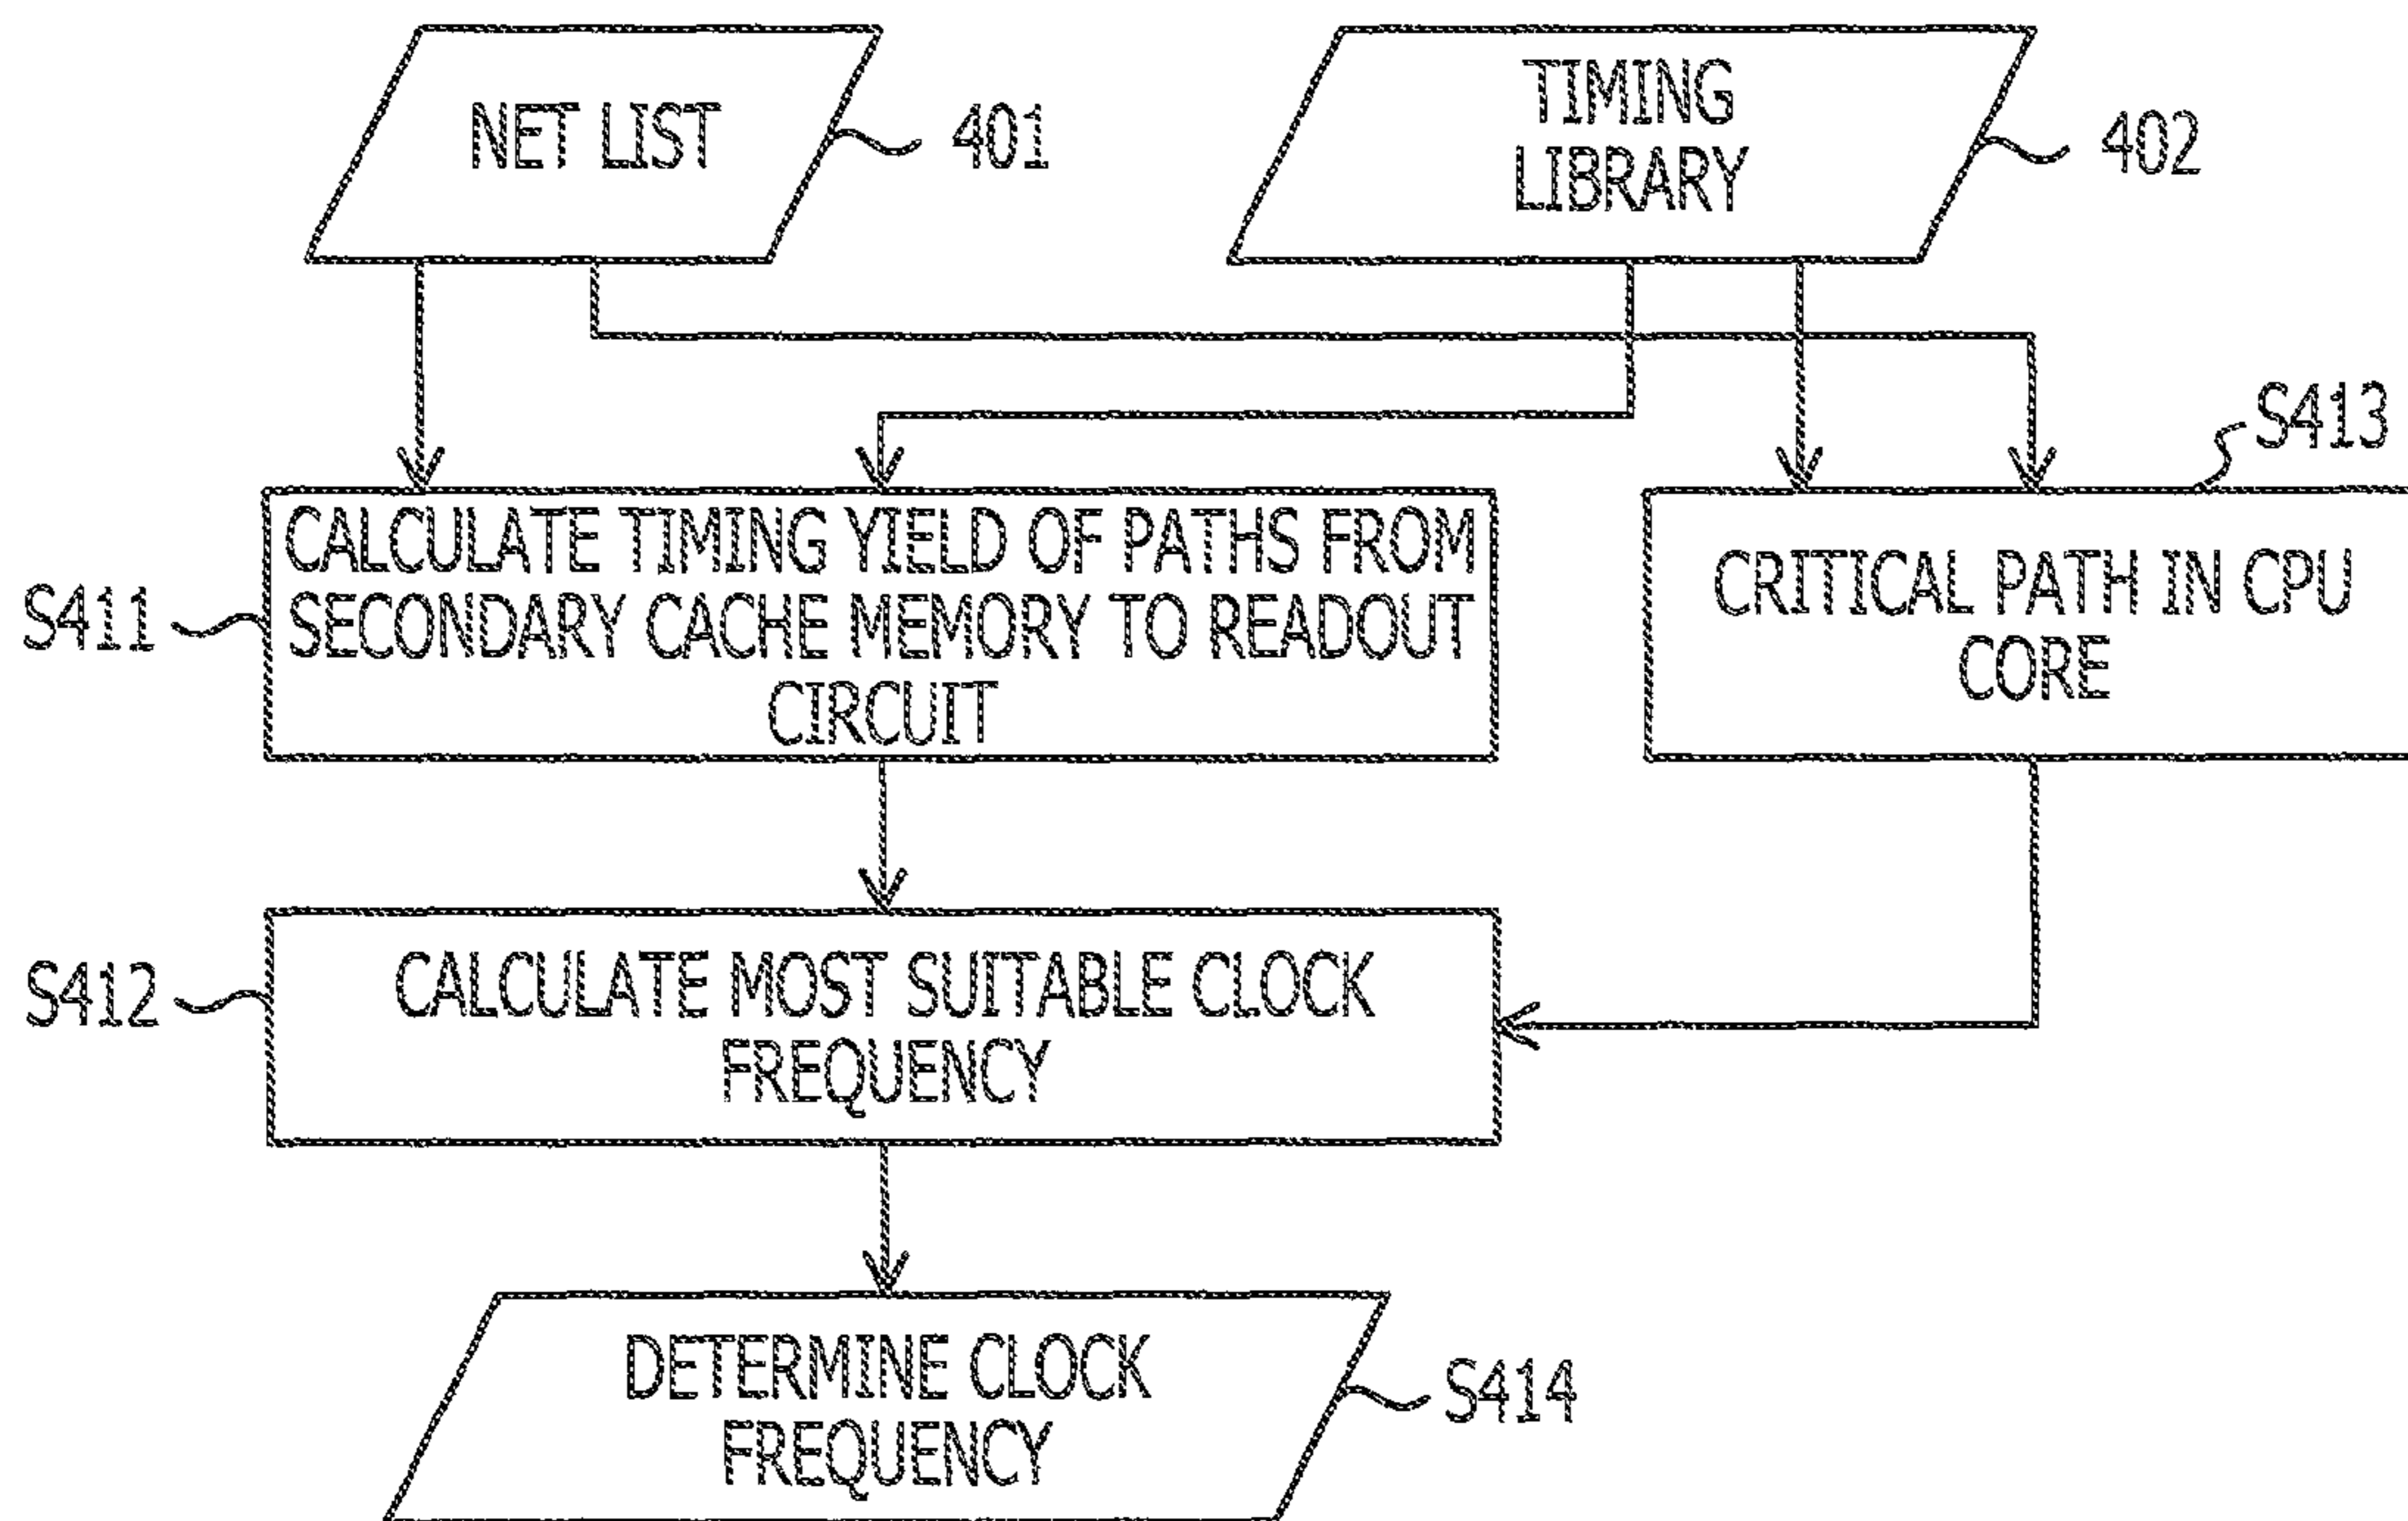 NET LIST
401
TIMING
LIBRARY
402
S413
S411
CALCULATE TIMING YIELD OF PATHS FROM
SECONDARY CACHE MEMORY TO READOUT
CIRCUIT
CRITICAL PATH IN CPU
CORE
S412
CALCULATE MOST SUITABLE CLOCK
FREQUENCY
DETERMINE CLOCK
FREQUENCY
S414